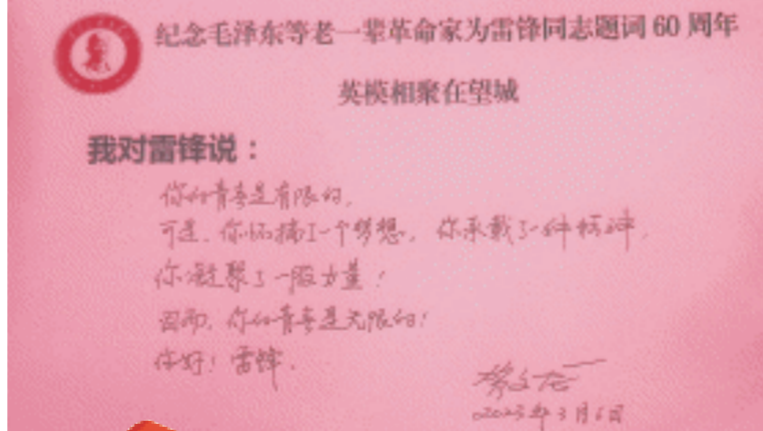 纪念毛泽东等老一辈革命家为雷锋同志题词 60 周年
英模相聚在望城
我对雷锋说：
你的青春是有限的，
可是，你怀揣了一个梦想，你承载了一种精神，
你凝聚了一股力量！
因而，你的青春是无限的！
你好！雷锋．
2023年3月6日